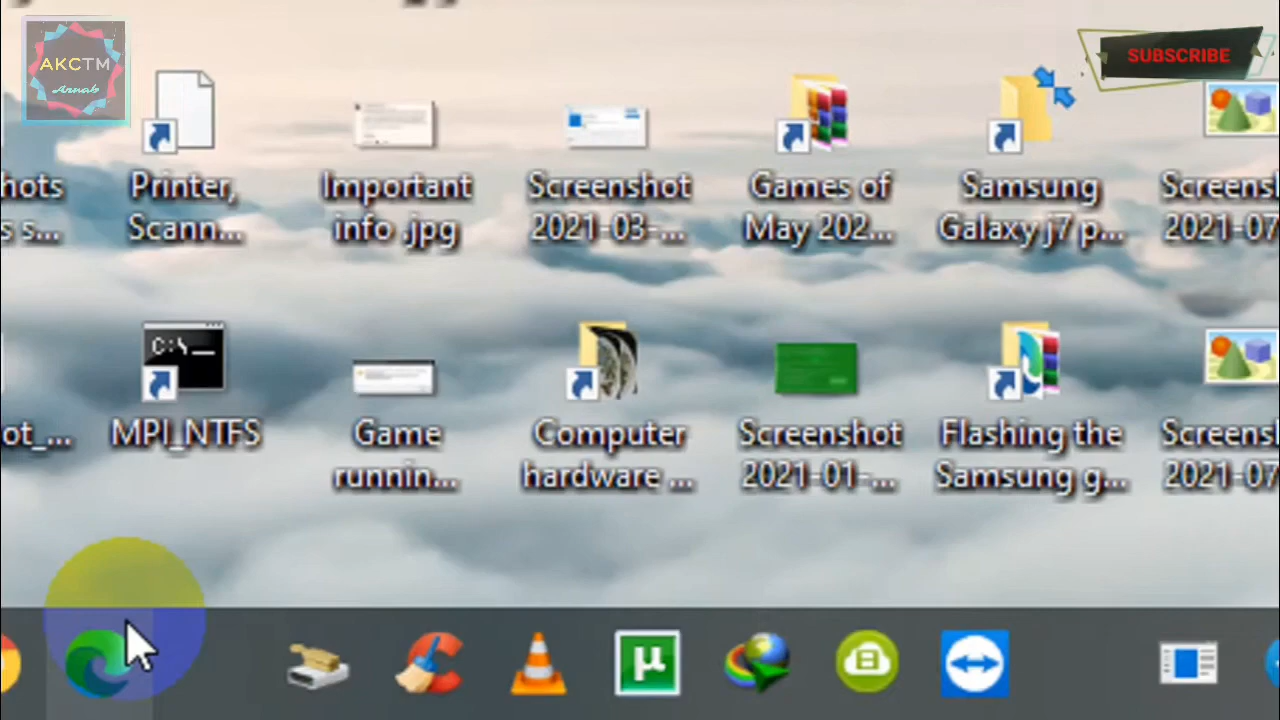 AKCTM
Arnab
SUBSCRIBE
hots
s s...
Printer,
Scann...
Important
info .jpg
Screenshot
2021-03-...
Games of
May 202...
Samsung
Galaxy j7 p...
Screens
2021-07
ot_...
C:\_
MPI_NTFS
Game
runnin...
Computer
hardware ...
Screenshot
2021-01-...
Flashing the
Samsung g...
Screens
2021-07
µ